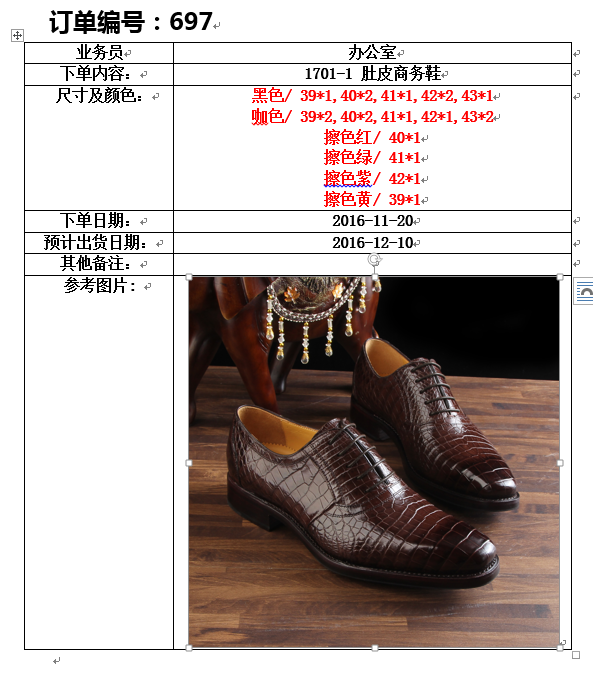 订单编号：697
业务员 办公室
下单内容： 1701-1 肚皮商务鞋
尺寸及颜色： 黑色/ 39*1,40*2,41*1,42*2,43*1
咖色/ 39*2,40*2,41*1,42*1,43*2
擦色红/ 40*1
擦色绿/ 41*1
擦色紫/ 42*1
擦色黄/ 39*1
下单日期： 2016-11-20
预计出货日期： 2016-12-10
其他备注：
参考图片：